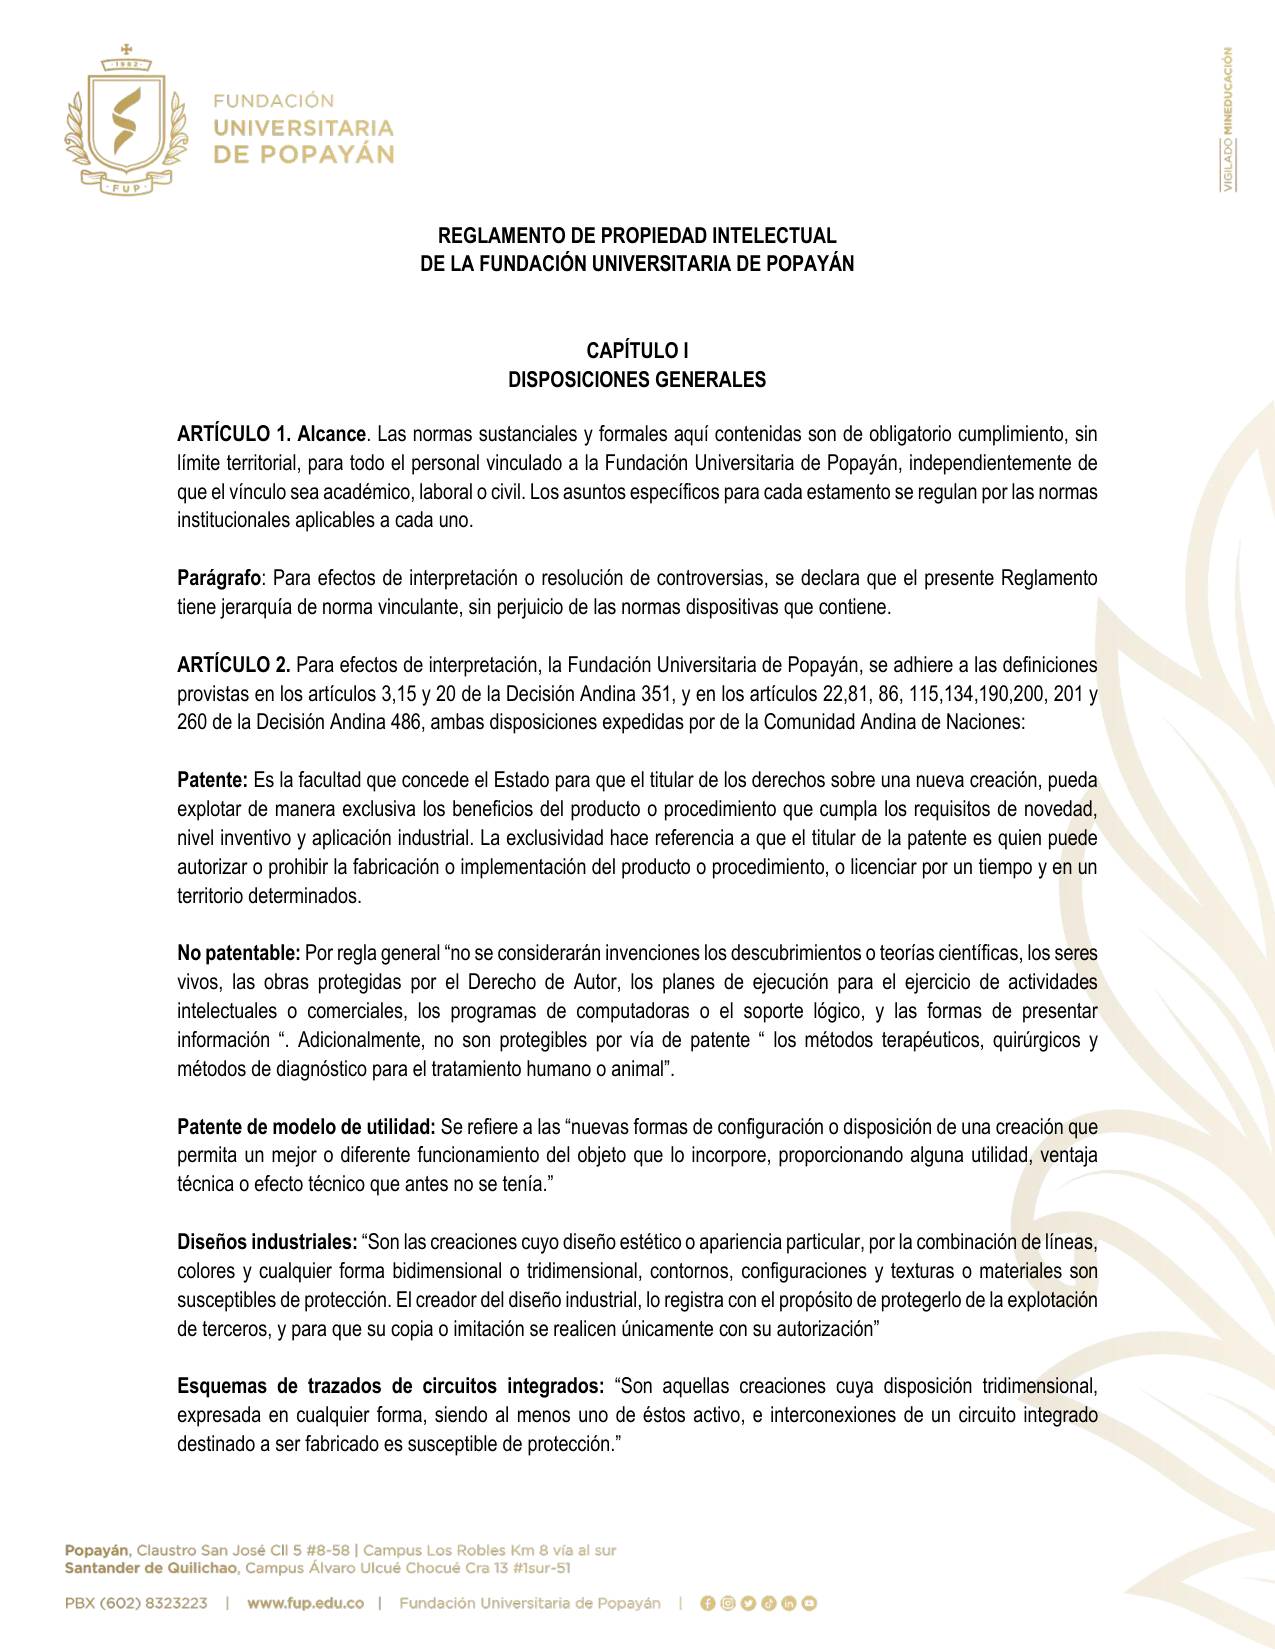 1982
FUP
FUNDACIÓN
UNIVERSITARIA
DE POPAYÁN
VIGILADO MINEDUCACIÓN
REGLAMENTO DE PROPIEDAD INTELECTUAL
DE LA FUNDACIÓN UNIVERSITARIA DE POPAYÁN
CAPÍTULO I
DISPOSICIONES GENERALES
ARTÍCULO 1. Alcance. Las normas sustanciales y formales aquí contenidas son de obligatorio cumplimiento, sin
límite territorial, para todo el personal vinculado a la Fundación Universitaria de Popayán, independientemente de
que el vínculo sea académico, laboral o civil. Los asuntos específicos para cada estamento se regulan por las normas
institucionales aplicables a cada uno.
Parágrafo: Para efectos de interpretación o resolución de controversias, se declara que el presente Reglamento
tiene jerarquía de norma vinculante, sin perjuicio de las normas dispositivas que contiene.
ARTÍCULO 2. Para efectos de interpretación, la Fundación Universitaria de Popayán, se adhiere a las definiciones
provistas en los artículos 3,15 y 20 de la Decisión Andina 351, y en los artículos 22,81, 86, 115,134,190,200, 201 y
260 de la Decisión Andina 486, ambas disposiciones expedidas por de la Comunidad Andina de Naciones:
Patente: Es la facultad que concede el Estado para que el titular de los derechos sobre una nueva creación, pueda
explotar de manera exclusiva los beneficios del producto o procedimiento que cumpla los requisitos de novedad,
nivel inventivo y aplicación industrial. La exclusividad hace referencia a que el titular de la patente es quien puede
autorizar o prohibir la fabricación o implementación del producto o procedimiento, o licenciar por un tiempo y en un
territorio determinados.
No patentable: Por regla general “no se considerarán invenciones los descubrimientos o teorías científicas, los seres
vivos, las obras protegidas por el Derecho de Autor, los planes de ejecución para el ejercicio de actividades
intelectuales o comerciales, los programas de computadoras o el soporte lógico, y las formas de presentar
información “. Adicionalmente, no son protegibles por vía de patente “ los métodos terapéuticos, quirúrgicos y
métodos de diagnóstico para el tratamiento humano o animal”.
Patente de modelo de utilidad: Se refiere a las “nuevas formas de configuración o disposición de una creación que
permita un mejor o diferente funcionamiento del objeto que lo incorpore, proporcionando alguna utilidad, ventaja
técnica o efecto técnico que antes no se tenía.”
Diseños industriales: “Son las creaciones cuyo diseño estético o apariencia particular, por la combinación de líneas,
colores y cualquier forma bidimensional o tridimensional, contornos, configuraciones y texturas o materiales son
susceptibles de protección. El creador del diseño industrial, lo registra con el propósito de protegerlo de la explotación
de terceros, y para que su copia o imitación se realicen únicamente con su autorización”
Esquemas de trazados de circuitos integrados: “Son aquellas creaciones cuya disposición tridimensional,
expresada en cualquier forma, siendo al menos uno de éstos activo, e interconexiones de un circuito integrado
destinado a ser fabricado es susceptible de protección.”
Popayán, Claustro San José Cll 5 #8-58 | Campus Los Robles Km 8 vía al sur
Santander de Quilichao, Campus Álvaro Ulcué Chocué Cra 13 #1sur-51
PBX (602) 8323223 | www.fup.edu.co | Fundación Universitaria de Popayán |